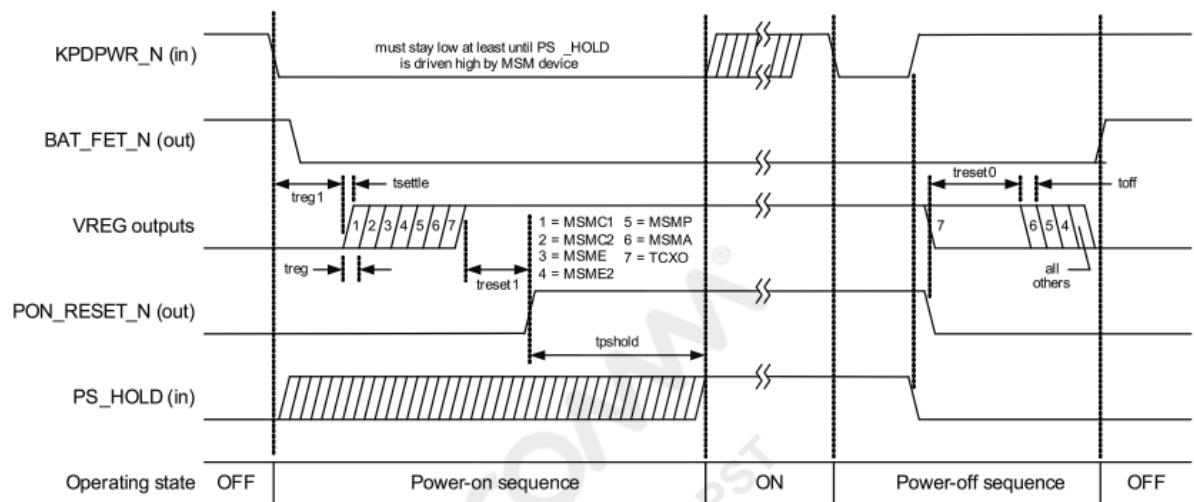 KPDPWR_N (in)
must stay low at least until PS _HOLD
is driven high by MSM device
BAT_FET_N (out)
treg1
tsettle
treset0
toff
VREG outputs
1 2 3 4 5 6 7
1 = MSMC1 5 = MSMP
2 = MSMC2 6 = MSMA
3 = MSME 7 = TCXO
4 = MSME2
7
6 5 4
treg
treset1
all
others
PON_RESET_N (out)
tpshold
PS_HOLD (in)
Operating state OFF Power-on sequence ON Power-off sequence OFF